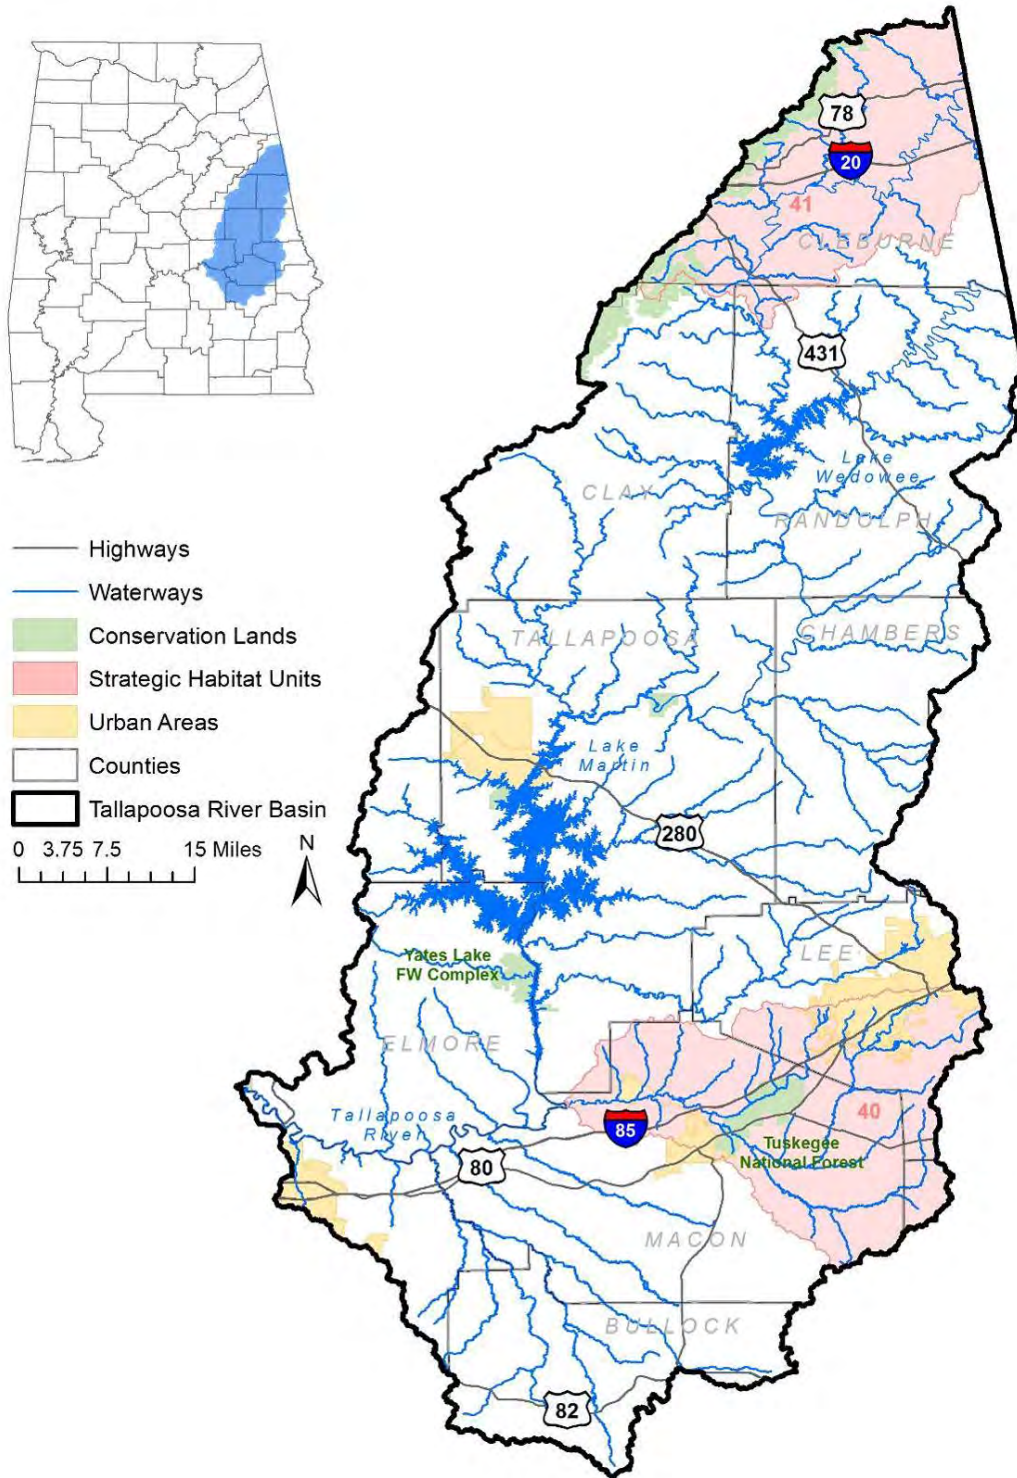 78
20
41
CLEBURNE
431
Lake
Wedowee
CLAY
RANDOLPH
Highways
Waterways
Conservation Lands
Strategic Habitat Units
Urban Areas
Counties
Tallapoosa River Basin
0 3.75 7.5 15 Miles
N
TALLAPOOSA
CHAMBERS
Lake
Martin
280
Yates Lake
FW Complex
LEE
ELMORE
Tallapoosa
River
85
40
80
Tuskegee
National Forest
MACON
BULLOCK
82